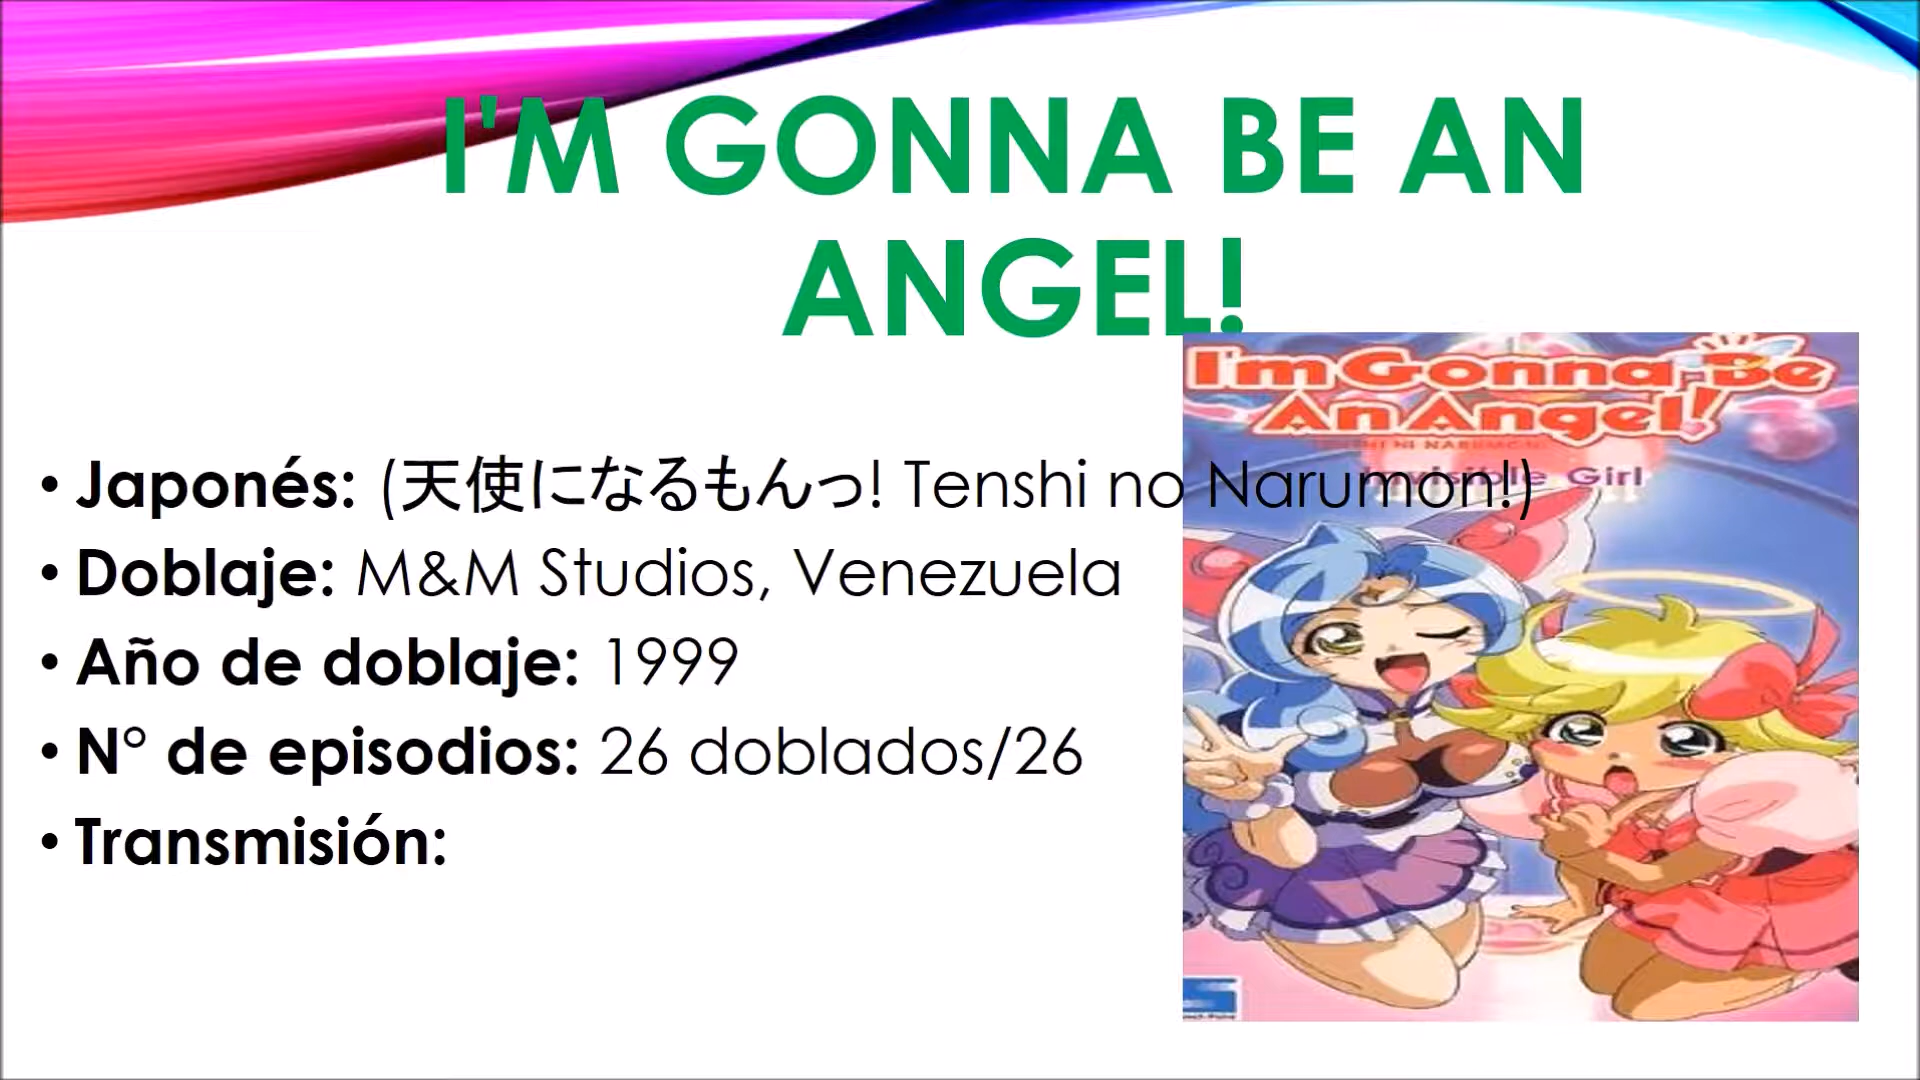 I'M GONNA BE AN
ANGEL!
I'm Gonna Be
An Angel!
• Japonés: (天使になるもんっ! Tenshi no Narumon!)
Girl
• Doblaje: M&M Studios, Venezuela
• Año de doblaje: 1999
• N° de episodios: 26 doblados/26
• Transmisión: